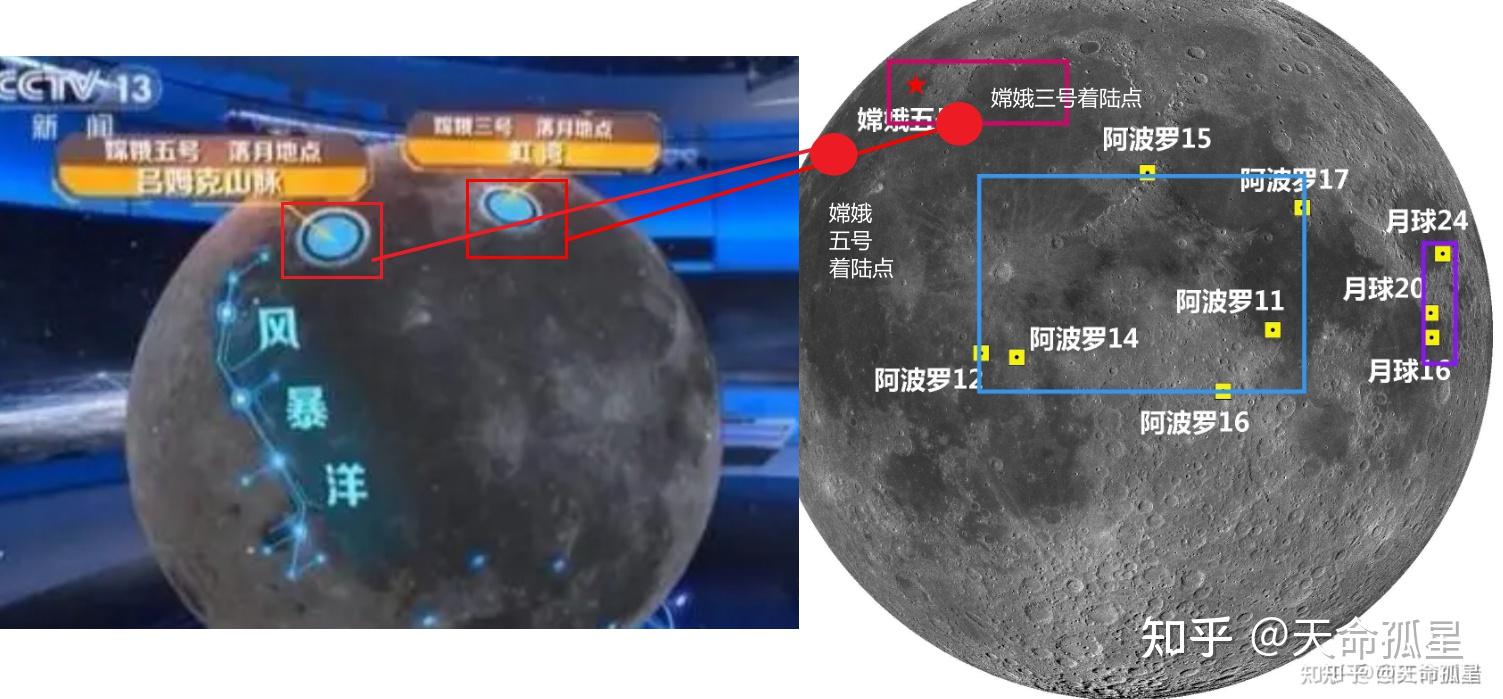 CCTV-13
新 闻
嫦娥五号 落月地点
吕姆克山脉
嫦娥三号 落月地点
虹湾
风
暴
洋
嫦娥三号着陆点
嫦娥五
阿波罗15
阿波罗17
嫦娥
五号
着陆点
月球24
月球20
阿波罗11
阿波罗14
阿波罗12
月球16
阿波罗16
知乎 @天命孤星
知乎 @天命孤星